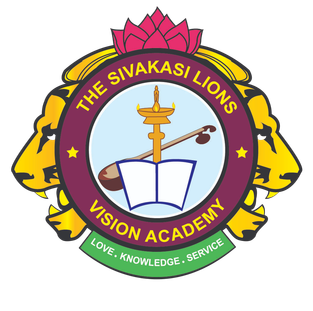 THE SIVAKASI LIONS
VISION ACADEMY
LOVE . KNOWLEDGE . SERVICE